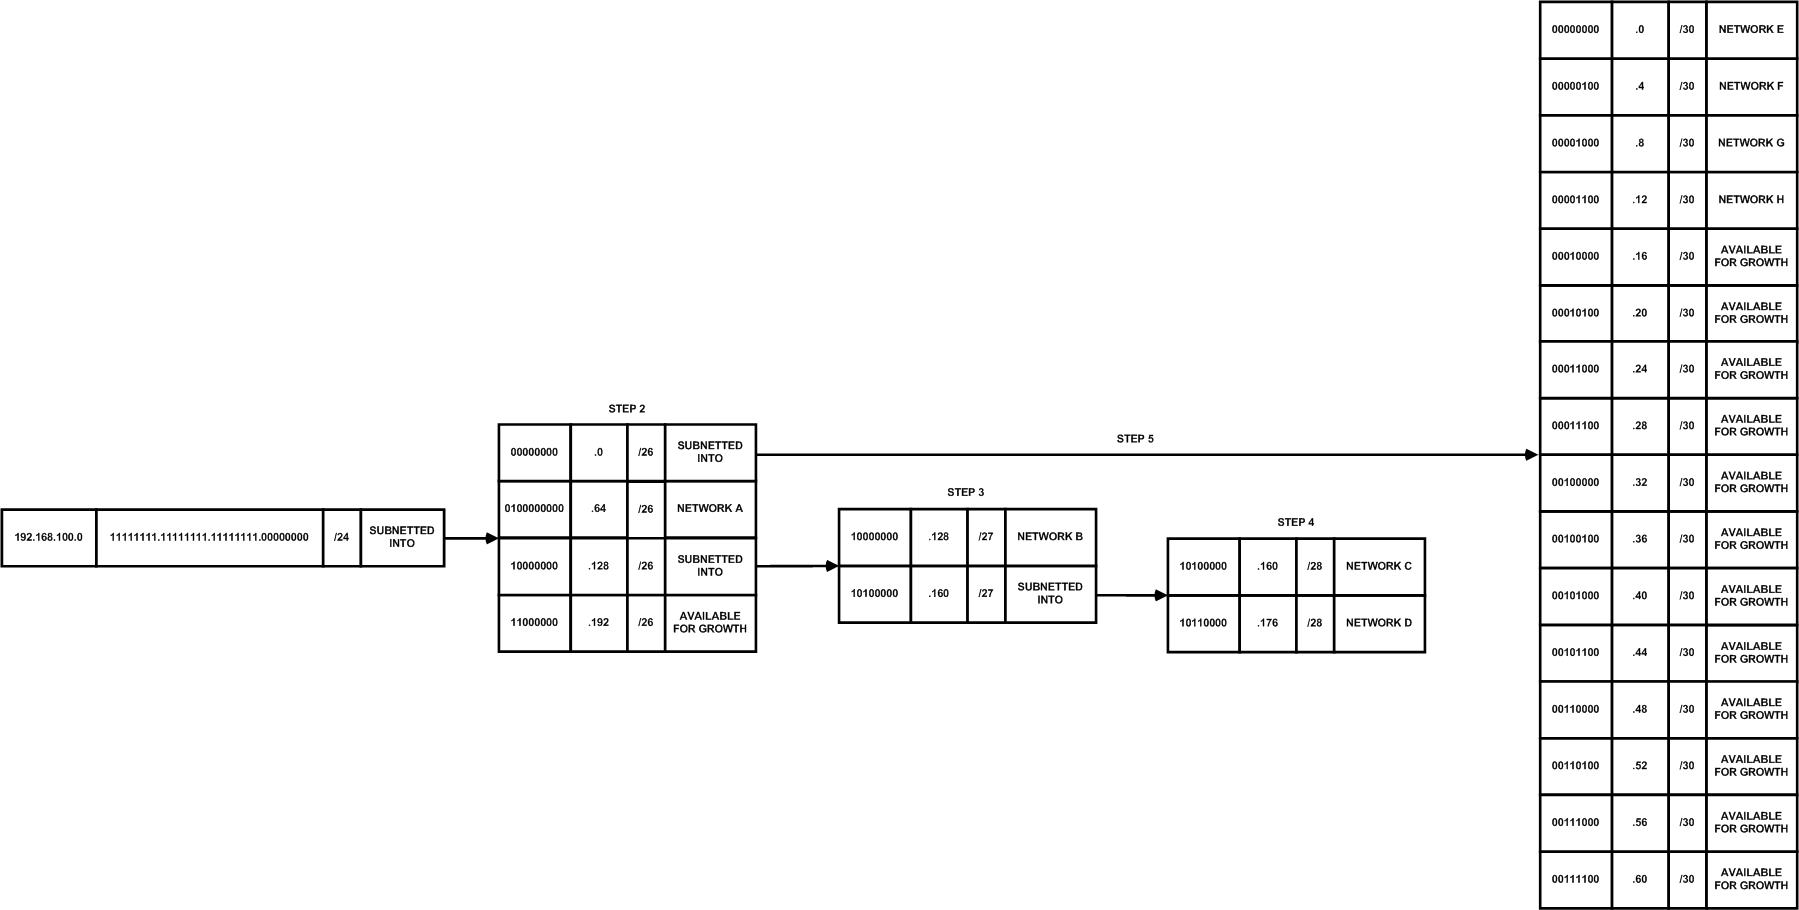 192.168.100.0 11111111.11111111.11111111.00000000 /24 SUBNETTED
INTO
STEP 2
00000000 .0 /26 SUBNETTED
INTO
0100000000 .64 /26 NETWORK A
10000000 .128 /26 SUBNETTED
INTO
11000000 .192 /26 AVAILABLE
FOR GROWTH
STEP 3
10000000 .128 /27 NETWORK B
10100000 .160 /27 SUBNETTED
INTO
STEP 4
10100000 .160 /28 NETWORK C
10110000 .176 /28 NETWORK D
STEP 5
00000000 .0 /30 NETWORK E
00000100 .4 /30 NETWORK F
00001000 .8 /30 NETWORK G
00001100 .12 /30 NETWORK H
00010000 .16 /30 AVAILABLE
FOR GROWTH
00010100 .20 /30 AVAILABLE
FOR GROWTH
00011000 .24 /30 AVAILABLE
FOR GROWTH
00011100 .28 /30 AVAILABLE
FOR GROWTH
00100000 .32 /30 AVAILABLE
FOR GROWTH
00100100 .36 /30 AVAILABLE
FOR GROWTH
00101000 .40 /30 AVAILABLE
FOR GROWTH
00101100 .44 /30 AVAILABLE
FOR GROWTH
00110000 .48 /30 AVAILABLE
FOR GROWTH
00110100 .52 /30 AVAILABLE
FOR GROWTH
00111000 .56 /30 AVAILABLE
FOR GROWTH
00111100 .60 /30 AVAILABLE
FOR GROWTH